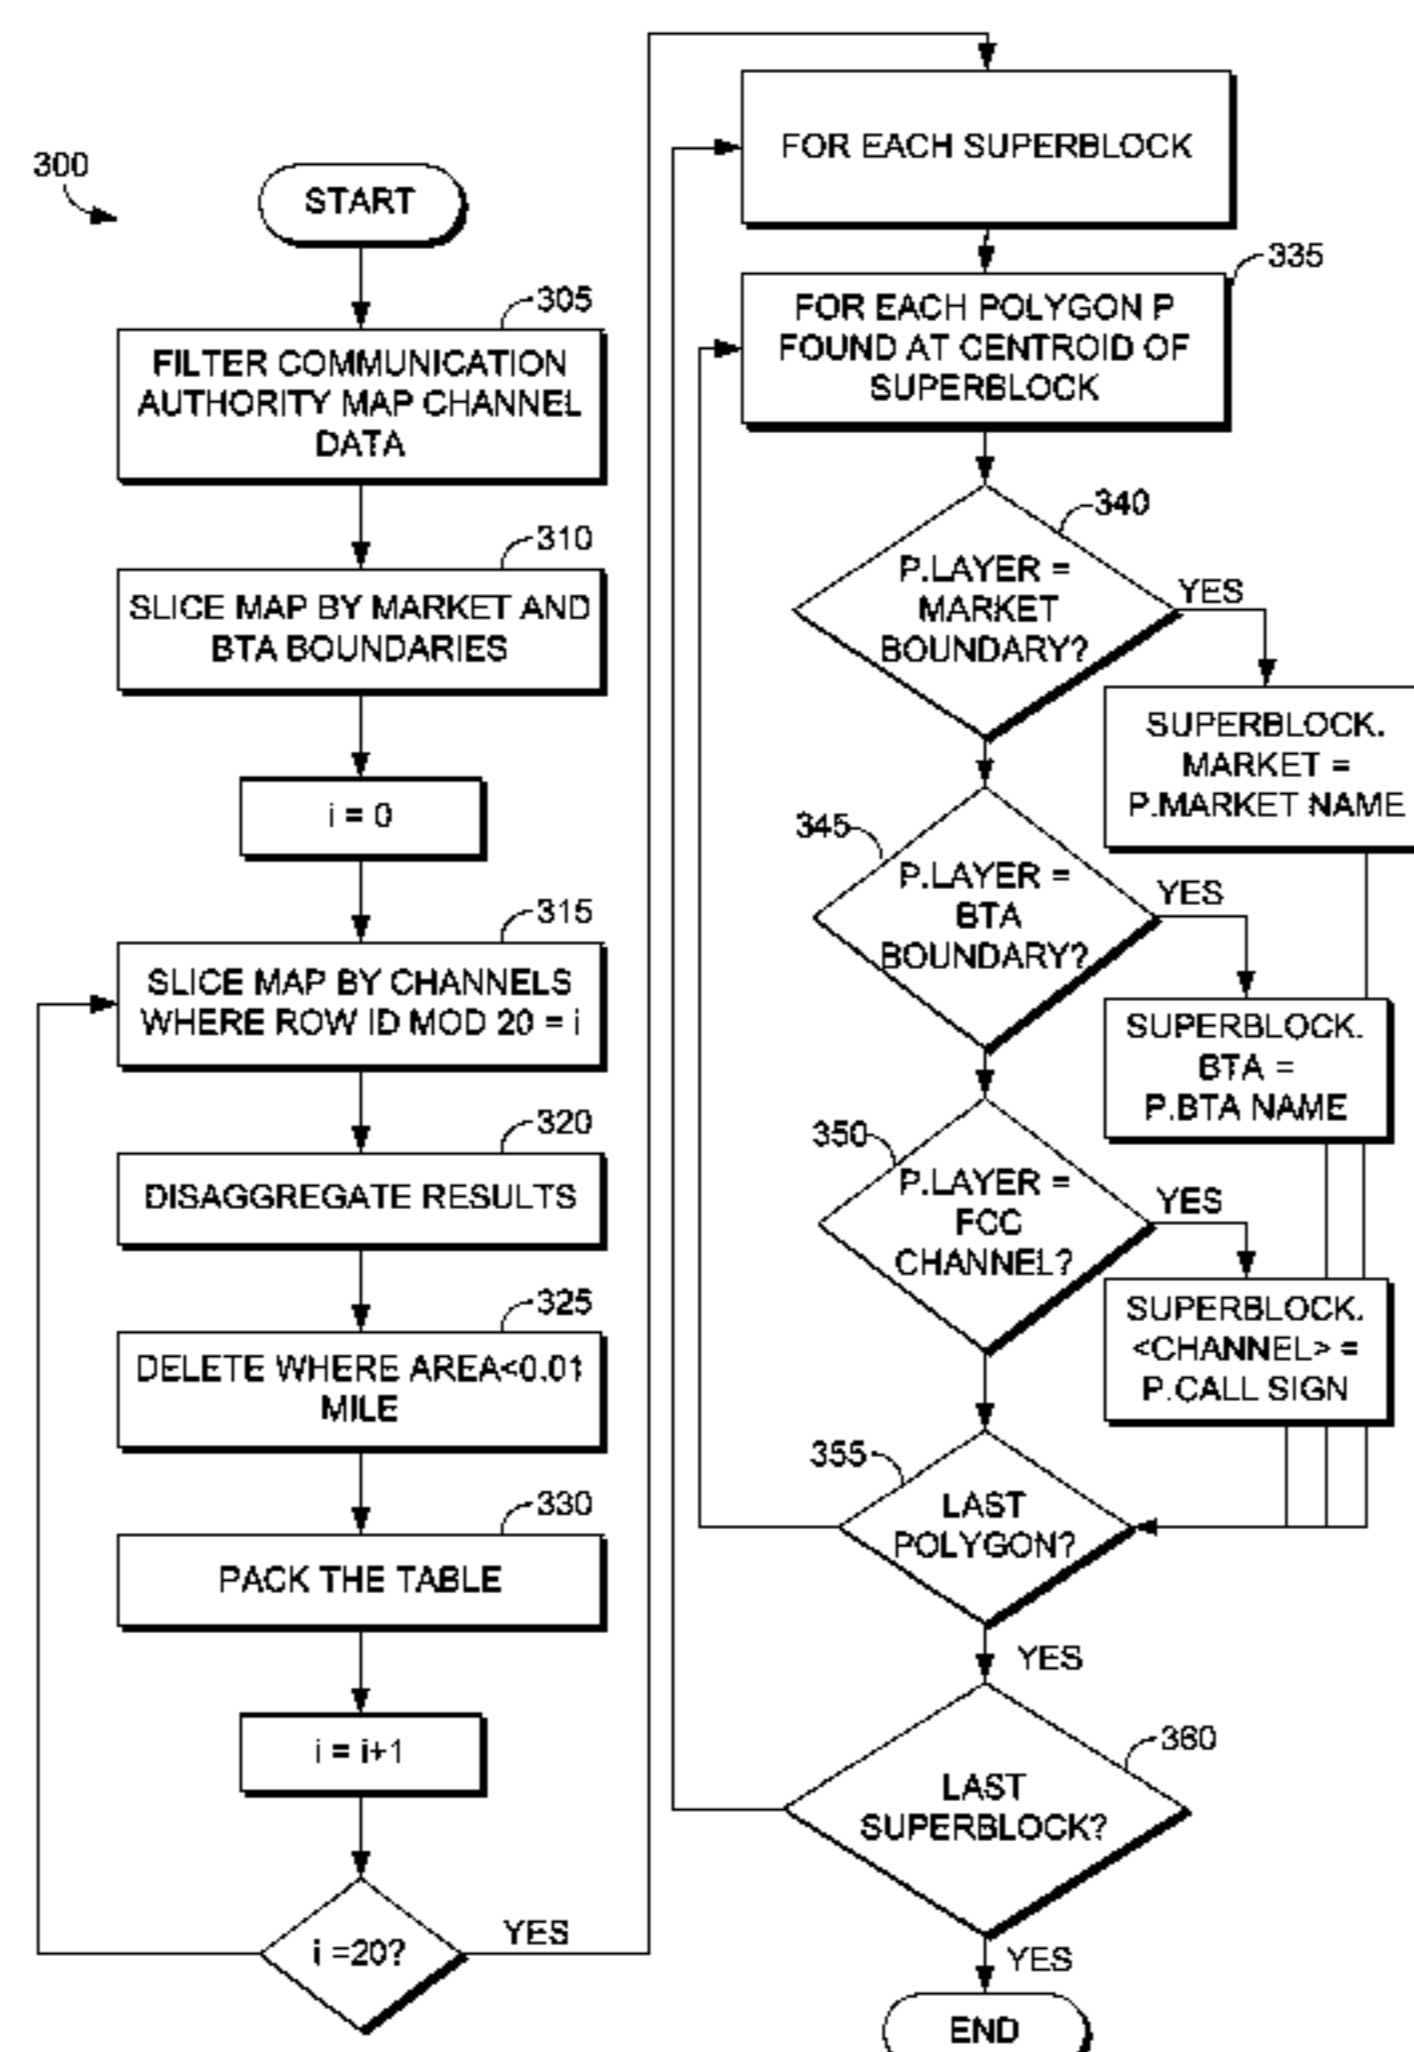 300
START
305
FILTER COMMUNICATION
AUTHORITY MAP CHANNEL
DATA
310
SLICE MAP BY MARKET AND
BTA BOUNDARIES
i = 0
315
SLICE MAP BY CHANNELS
WHERE ROW ID MOD 20 = i
320
DISAGGREGATE RESULTS
325
DELETE WHERE AREA<0.01
MILE
330
PACK THE TABLE
i = i+1
i =20?
YES
FOR EACH SUPERBLOCK
335
FOR EACH POLYGON P
FOUND AT CENTROID OF
SUPERBLOCK
340
P.LAYER =
MARKET
BOUNDARY?
YES
SUPERBLOCK.
MARKET =
P.MARKET NAME
345
P.LAYER =
BTA
BOUNDARY?
YES
SUPERBLOCK.
BTA =
P.BTA NAME
350
P.LAYER =
FCC
CHANNEL?
YES
SUPERBLOCK.
<CHANNEL> =
P.CALL SIGN
355
LAST
POLYGON?
YES
360
LAST
SUPERBLOCK?
YES
END